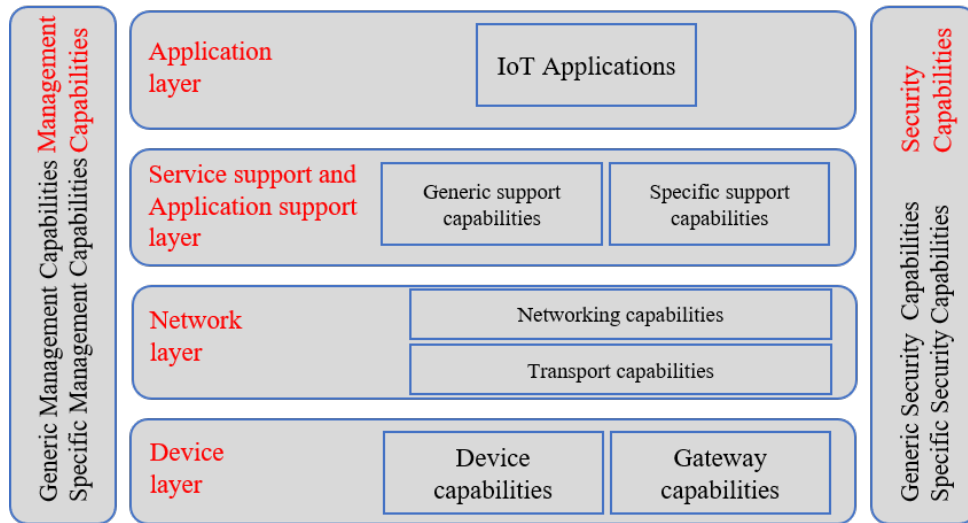 Management
Capabilities
Generic Management Capabilities
Specific Management Capabilities
Application
layer
IoT Applications
Service support and
Application support
layer
Generic support
capabilities
Specific support
capabilities
Network
layer
Networking capabilities
Transport capabilities
Device
layer
Device
capabilities
Gateway
capabilities
Security
Capabilities
Generic Security Capabilities
Specific Security Capabilities